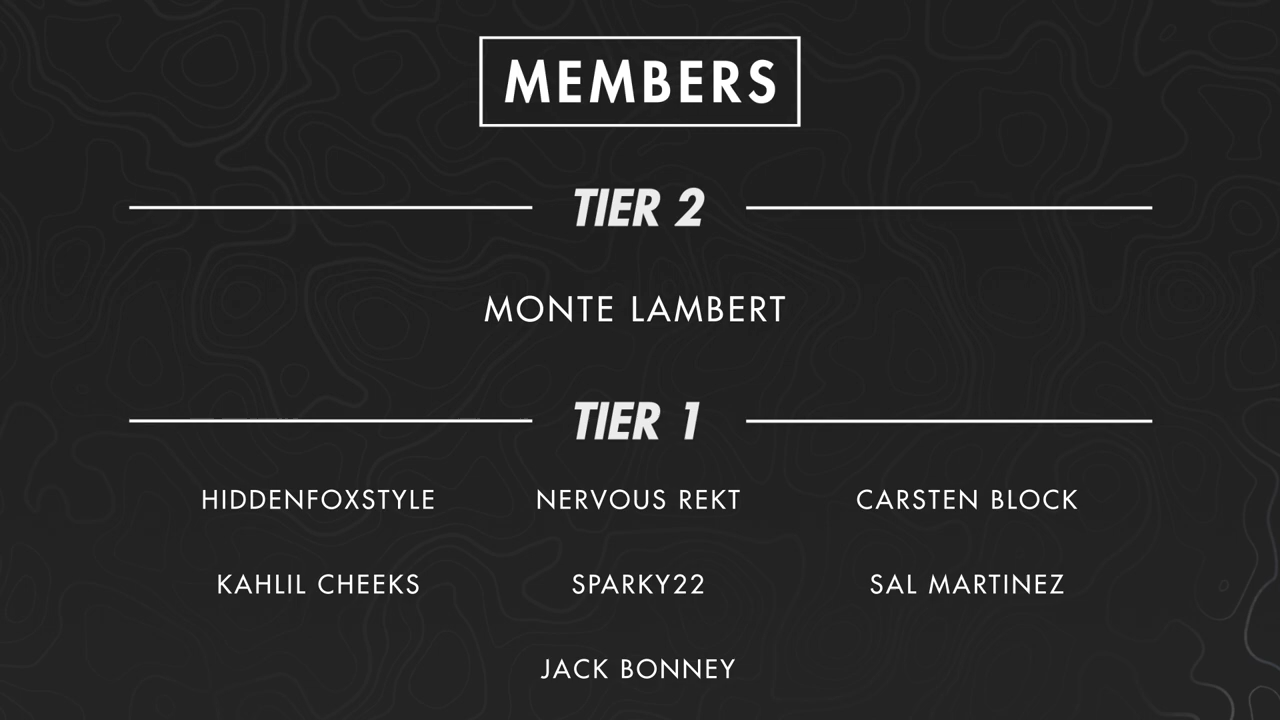 MEMBERS
TIER 2
MONTE LAMBERT
TIER 1
HIDDENFOXSTYLE NERVOUS REKT CARSTEN BLOCK
KAHLIL CHEEKS SPARKY22 SAL MARTINEZ
JACK BONNEY